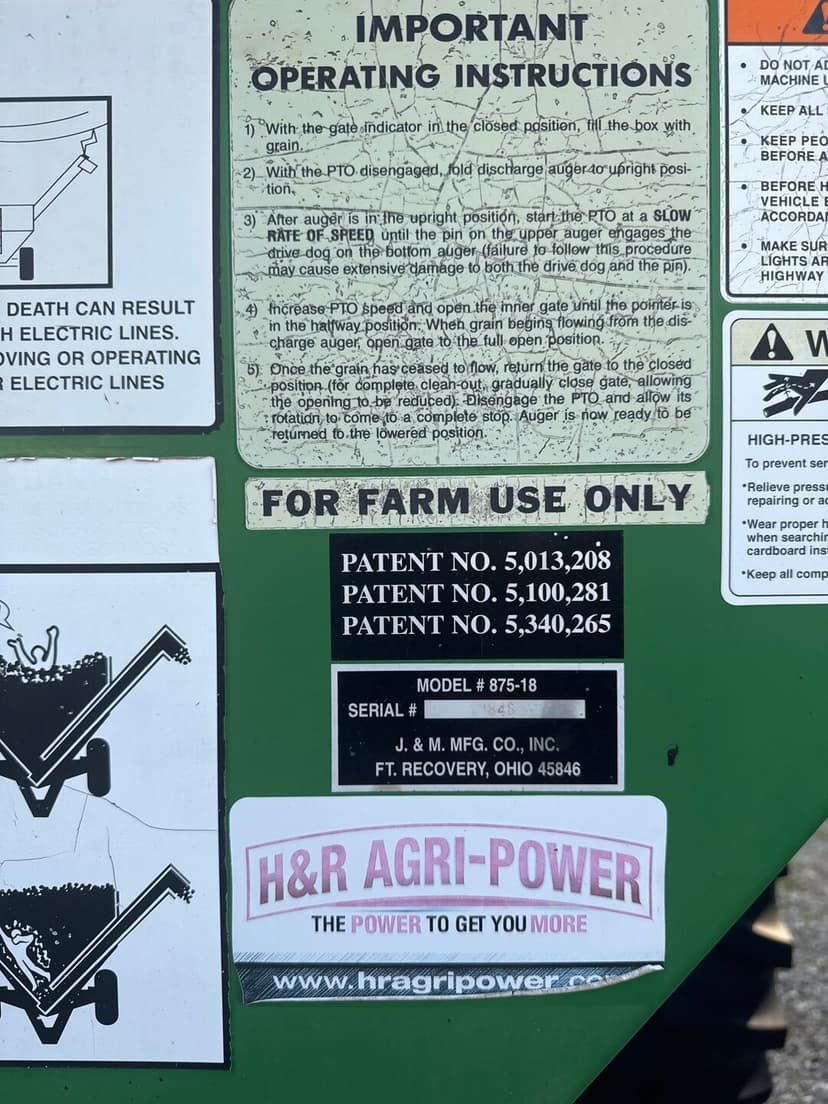 DEATH CAN RESULT
H ELECTRIC LINES.
OVING OR OPERATING
R ELECTRIC LINES
IMPORTANT
OPERATING INSTRUCTIONS
1) With the gate indicator in the closed position, fill the box with
grain.
2) With the PTO disengaged, fold discharge auger to upright posi-
tion.
3) After auger is in the upright position, start the PTO at a SLOW
RATE OF SPEED until the pin on the upper auger engages the
drive dog on the bottom auger (failure to follow this procedure
may cause extensive damage to both the drive dog and the pin).
4) Increase PTO speed and open the inner gate until the pointer is
in the halfway position. When grain begins flowing from the dis-
charge auger, open gate to the full open position.
5) Once the grain has ceased to flow, return the gate to the closed
position (for complete clean-out, gradually close gate, allowing
the opening to be reduced). Disengage the PTO and allow its
rotation to come to a complete stop. Auger is now ready to be
returned to the lowered position.
FOR FARM USE ONLY
PATENT NO. 5,013,208
PATENT NO. 5,100,281
PATENT NO. 5,340,265
MODEL # 875-18
SERIAL #
J. & M. MFG. CO., INC.
FT. RECOVERY, OHIO 45846
H&R AGRI-POWER
THE POWER TO GET YOU MORE
www.hragripower.co
• DO NOT AD
MACHINE U
• KEEP ALL
• KEEP PEO
BEFORE A
• BEFORE H
VEHICLE E
ACCORDA
• MAKE SUR
LIGHTS AR
HIGHWAY
W
HIGH-PRES
To prevent ser
*Relieve pressu
repairing or a
*Wear proper h
when searchin
cardboard ins
*Keep all comp